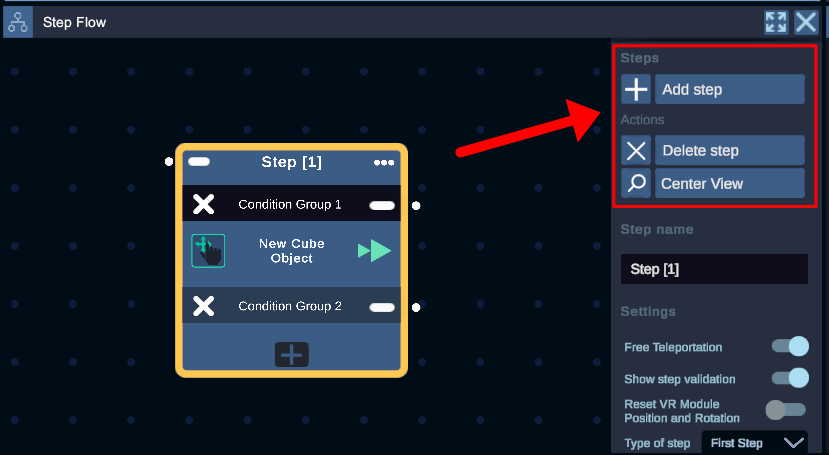 Step Flow
Step [1]
Condition Group 1
New Cube
Object
Condition Group 2
Steps
Add step
Actions
Delete step
Center View
Step name
Step [1]
Settings
Free Teleportation
Show step validation
Reset VR Module
Position and Rotation
Type of step First Step